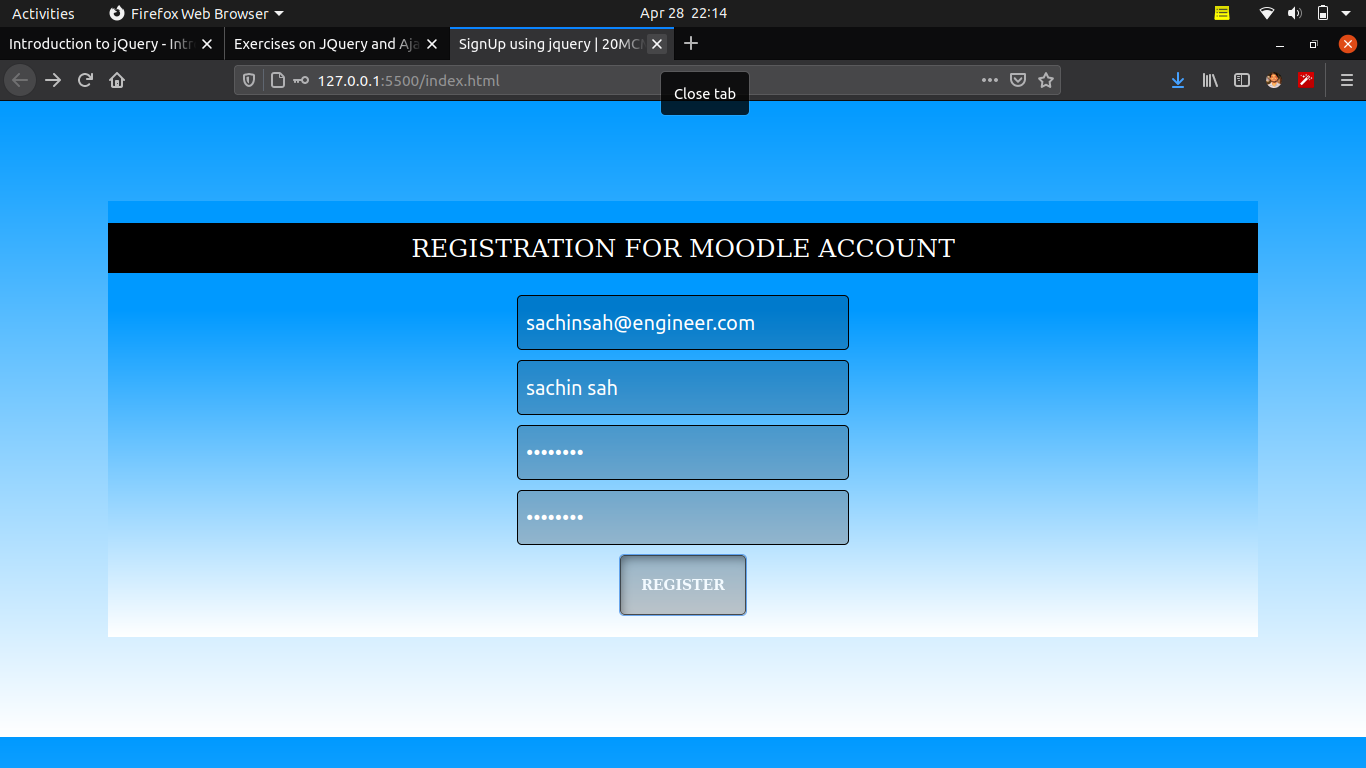 Activities Firefox Web Browser Apr 28 22:14
Introduction to jQuery - Intr Exercises on JQuery and Aja SignUp using jquery | 20MC
127.0.0.1:5500/index.html
Close tab
REGISTRATION FOR MOODLE ACCOUNT
sachinsah@engineer.com
sachin sah
••••••••
••••••••
REGISTER